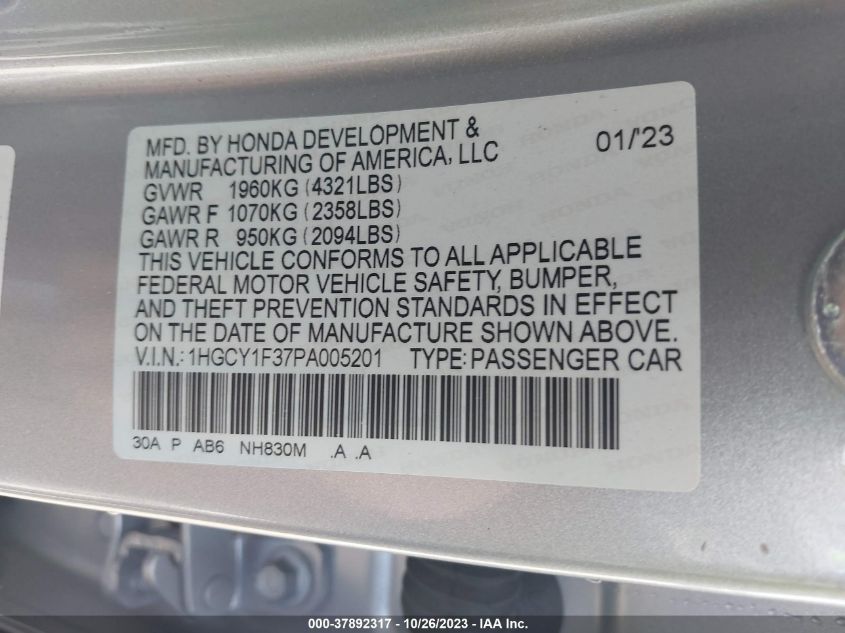 MFD. BY HONDA DEVELOPMENT & 01/'23
MANUFACTURING OF AMERICA, LLC
GVWR 1960KG (4321LBS)
GAWR F 1070KG (2358LBS)
GAWR R 950KG (2094LBS)
THIS VEHICLE CONFORMS TO ALL APPLICABLE
FEDERAL MOTOR VEHICLE SAFETY, BUMPER,
AND THEFT PREVENTION STANDARDS IN EFFECT
ON THE DATE OF MANUFACTURE SHOWN ABOVE.
V.I.N.: 1HGCY1F37PA005201 TYPE: PASSENGER CAR
30A P AB6 NH830M .A .A
000-37892317 | 10/26/2023 | IAAI.com